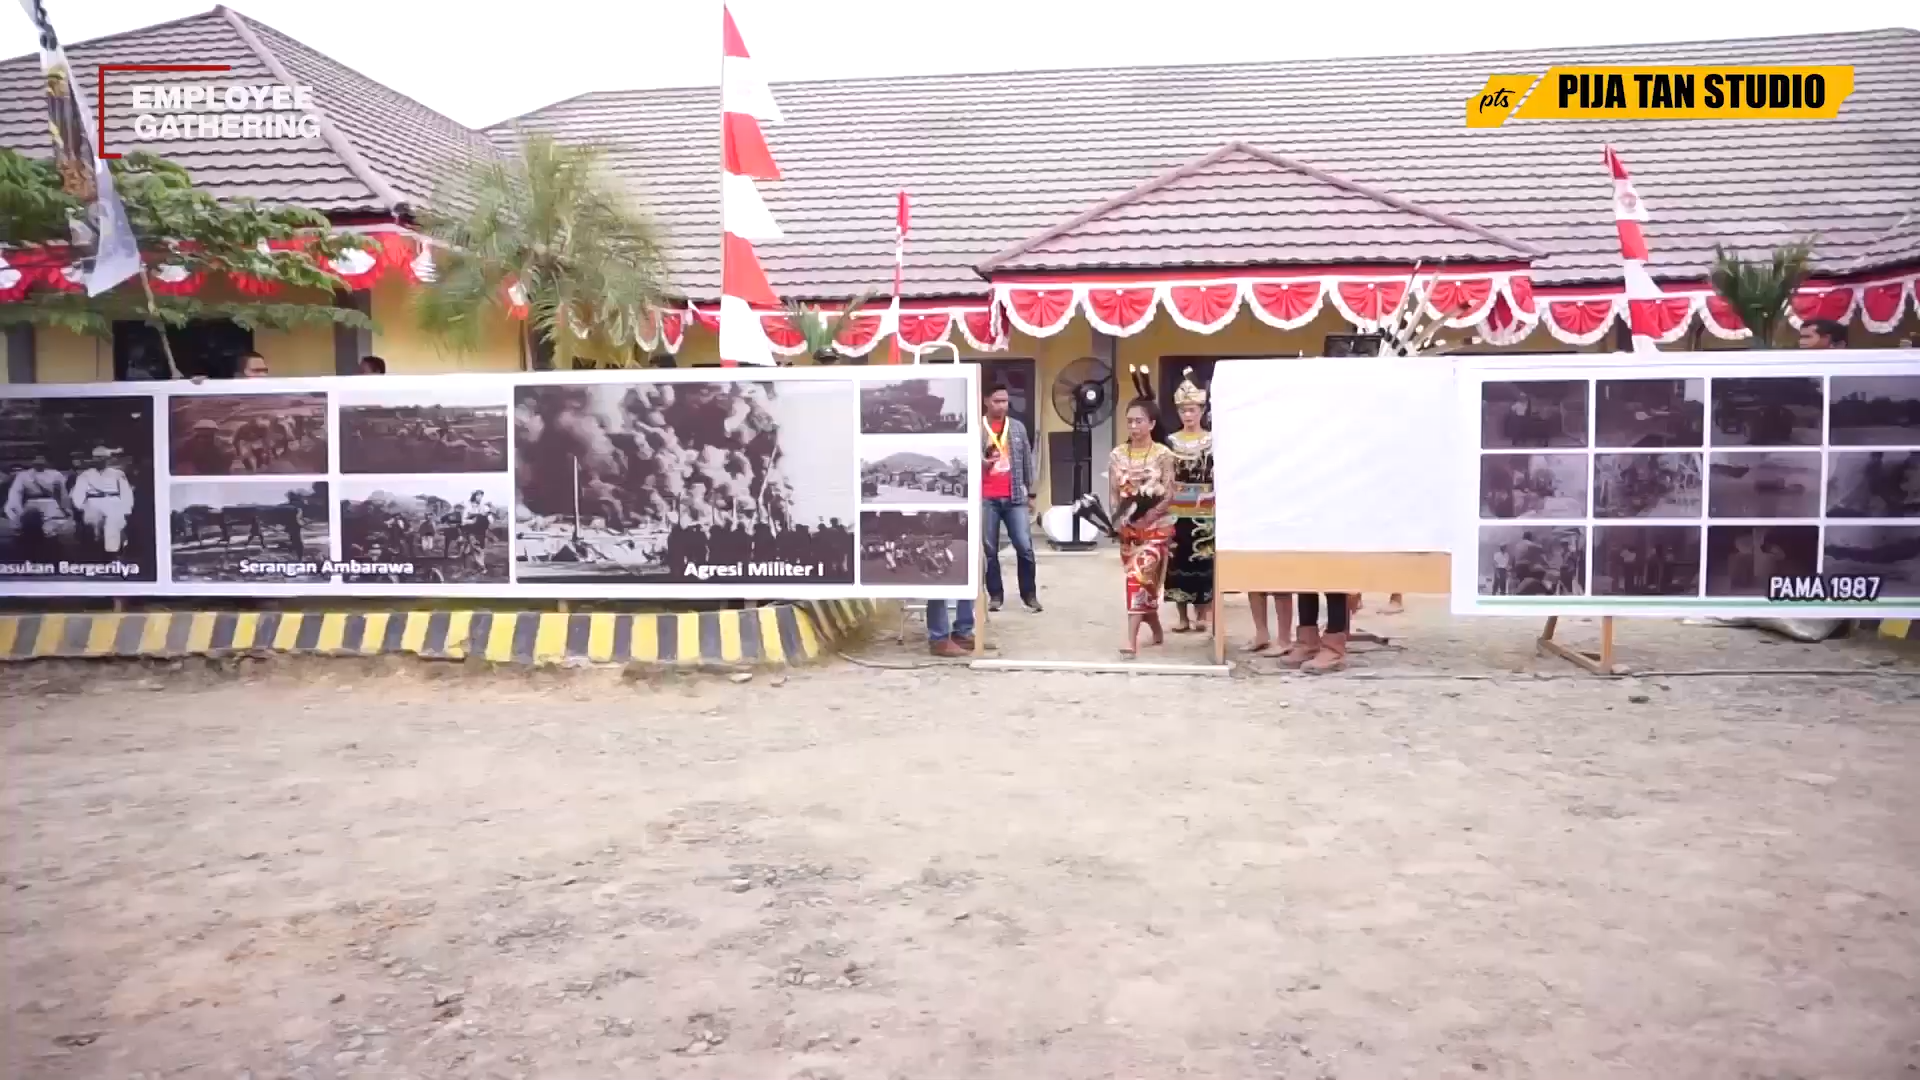 EMPLOYEE
GATHERING
pts
PIJA TAN STUDIO
asukan Bergerilya
Serangan Ambarawa
Agresi Militer I
PAMA 1987